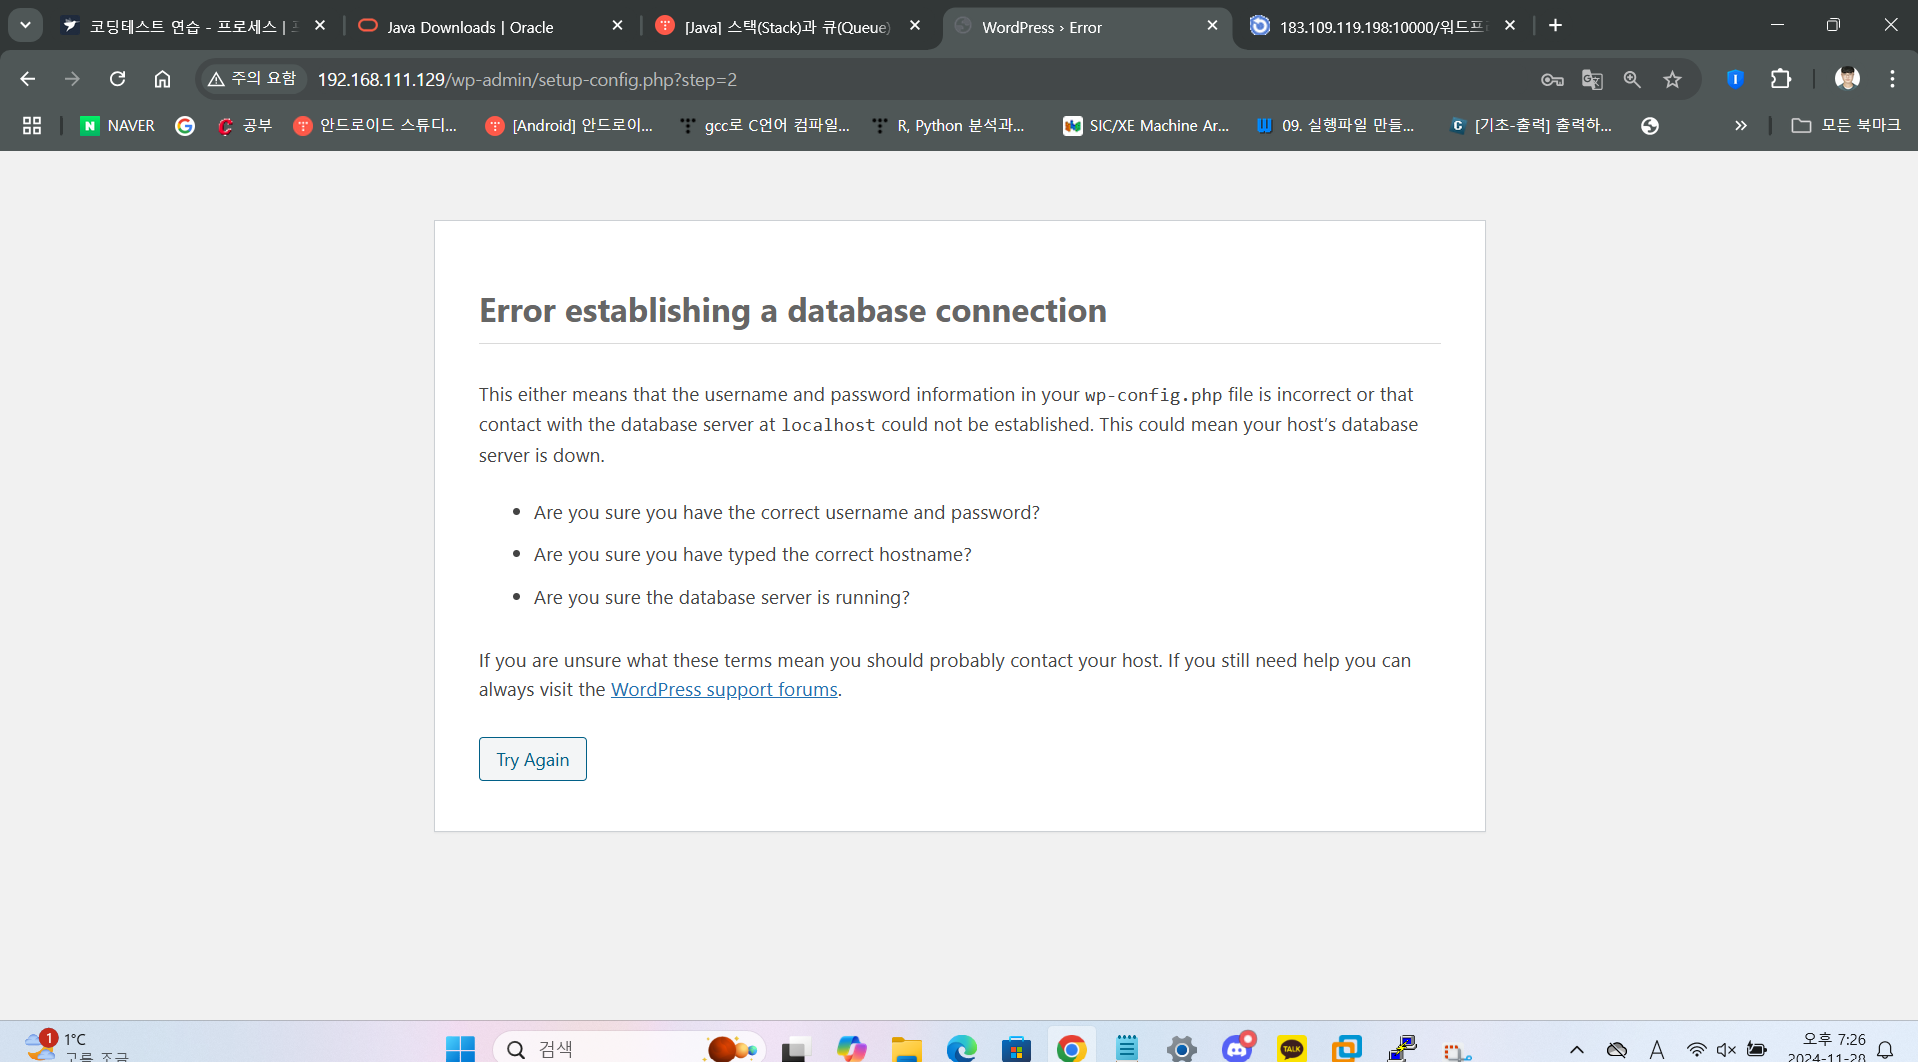 코딩테스트 연습 - 프로세스 |
Java Downloads | Oracle
[Java] 스택(Stack)과 큐(Queue)
WordPress › Error
183.109.119.198:10000/워드프
주의 요함
192.168.111.129/wp-admin/setup-config.php?step=2
NAVER
공부
안드로이드 스튜디...
[Android] 안드로이...
gcc로 C언어 컴파일...
R, Python 분석과...
SIC/XE Machine Ar...
09. 실행파일 만들...
[기초-출력] 출력하...
모든 북마크
Error establishing a database connection
This either means that the username and password information in your wp-config.php file is incorrect or that
contact with the database server at localhost could not be established. This could mean your host’s database
server is down.
Are you sure you have the correct username and password?
Are you sure you have typed the correct hostname?
Are you sure the database server is running?
If you are unsure what these terms mean you should probably contact your host. If you still need help you can
always visit the WordPress support forums.
Try Again
1
1°C
고를 조금
검색
TALK
A
오후 7:26
2024-11-28